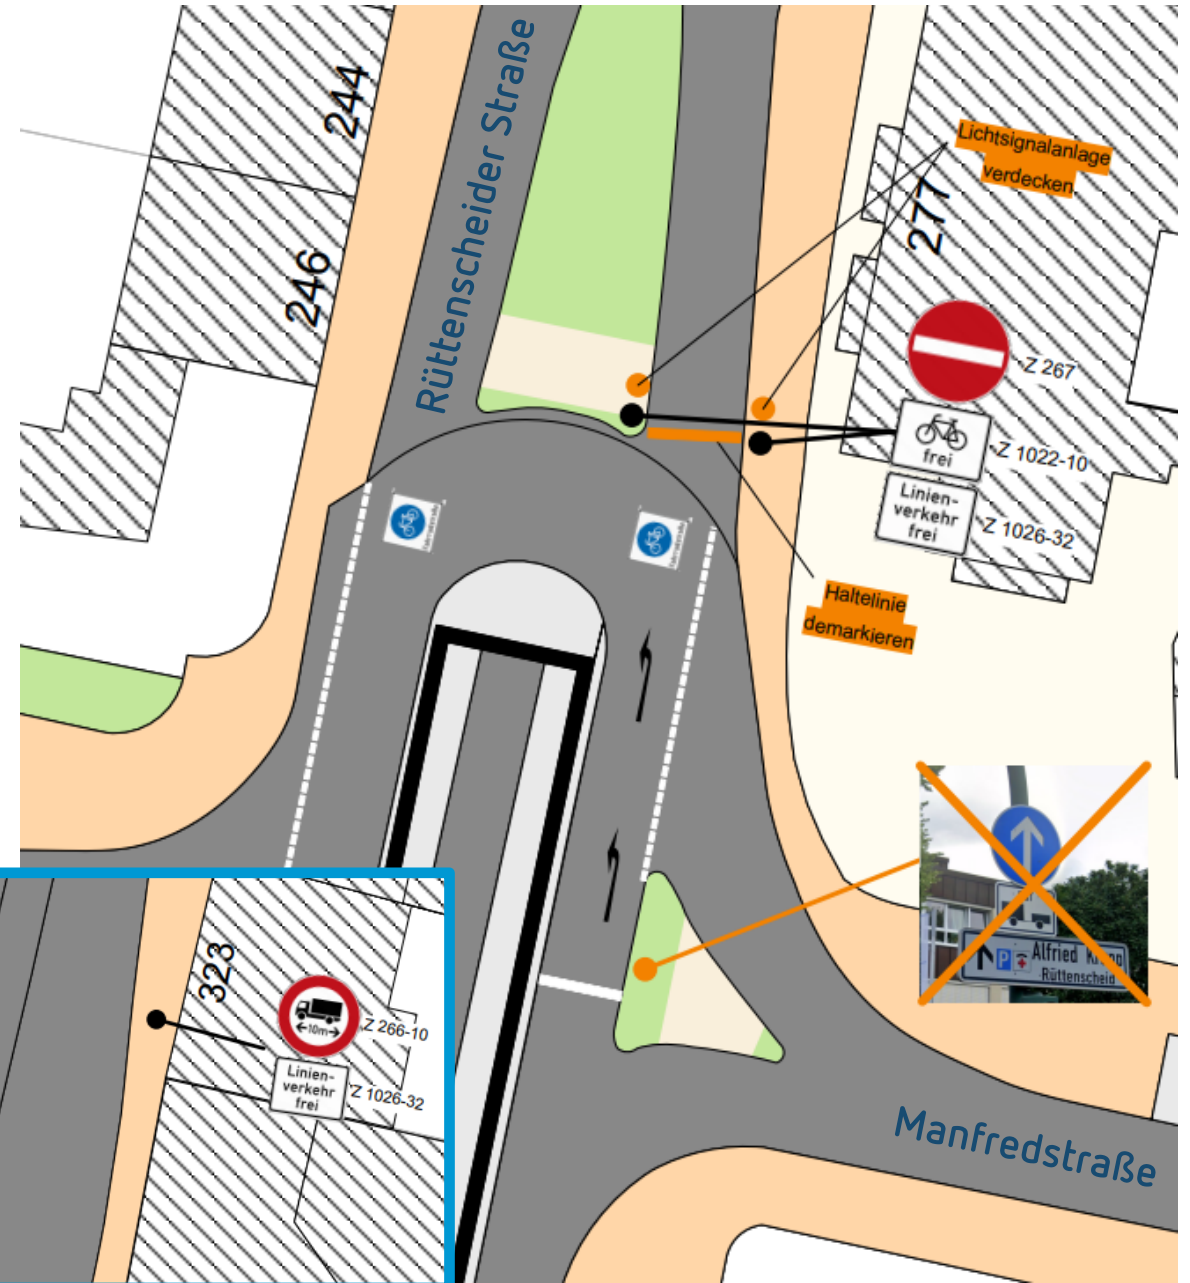 244
Rüttenscheider Straße
246
Lichtsignalanlage
verdecken
277
Z 267
frei
Z 1022-10
Linien-
verkehr
frei
Z 1026-32
Haltelinie
demarkieren
P
Alfried
Rüttenscheid
323
10m
Z 266-10
Linien-
verkehr
frei
Z 1026-32
Manfredstraße